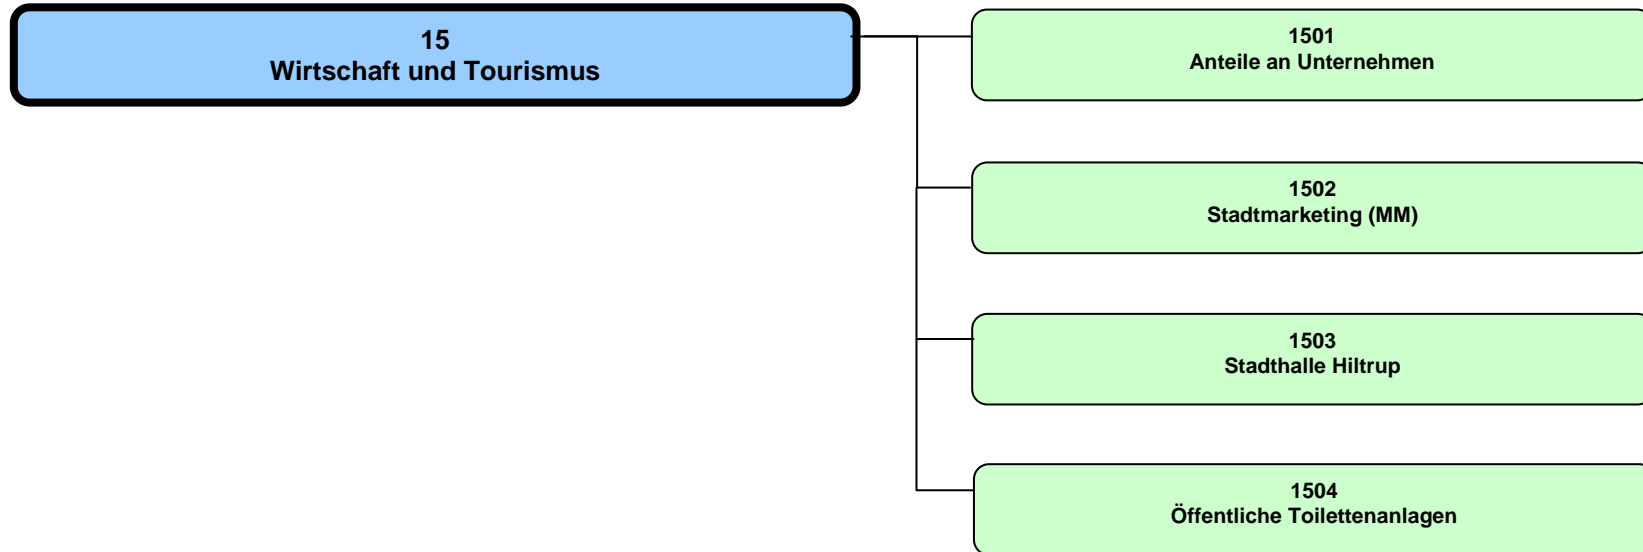 15
Wirtschaft und Tourismus
1501
Anteile an Unternehmen
1502
Stadtmarketing (MM)
1503
Stadthalle Hiltrup
1504
Öffentliche Toilettenanlagen